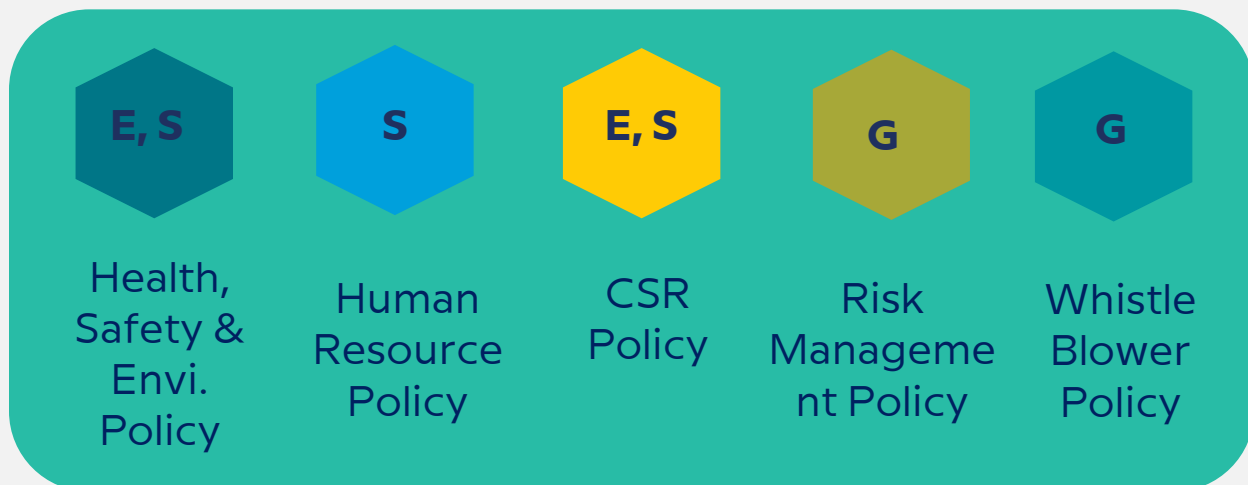 E, S
Health,
Safety &
Envi.
Policy
S
Human
Resource
Policy
E, S
CSR
Policy
G
Risk
Manageme
nt Policy
G
Whistle
Blower
Policy